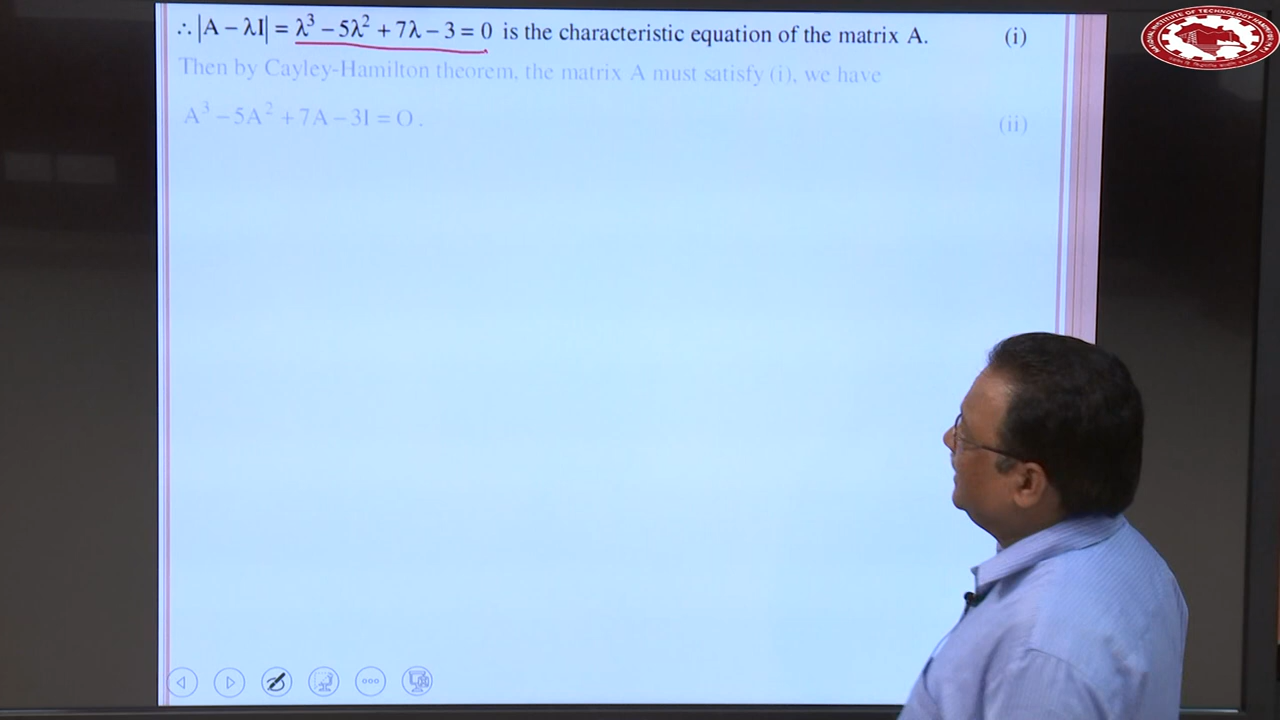 ∴ |A − λI| = λ³ − 5λ² + 7λ − 3 = 0 is the characteristic equation of the matrix A. (i)
Then by Cayley-Hamilton theorem, the matrix A must satisfy (i), we have
A³ − 5A² + 7A − 3I = O. (ii)